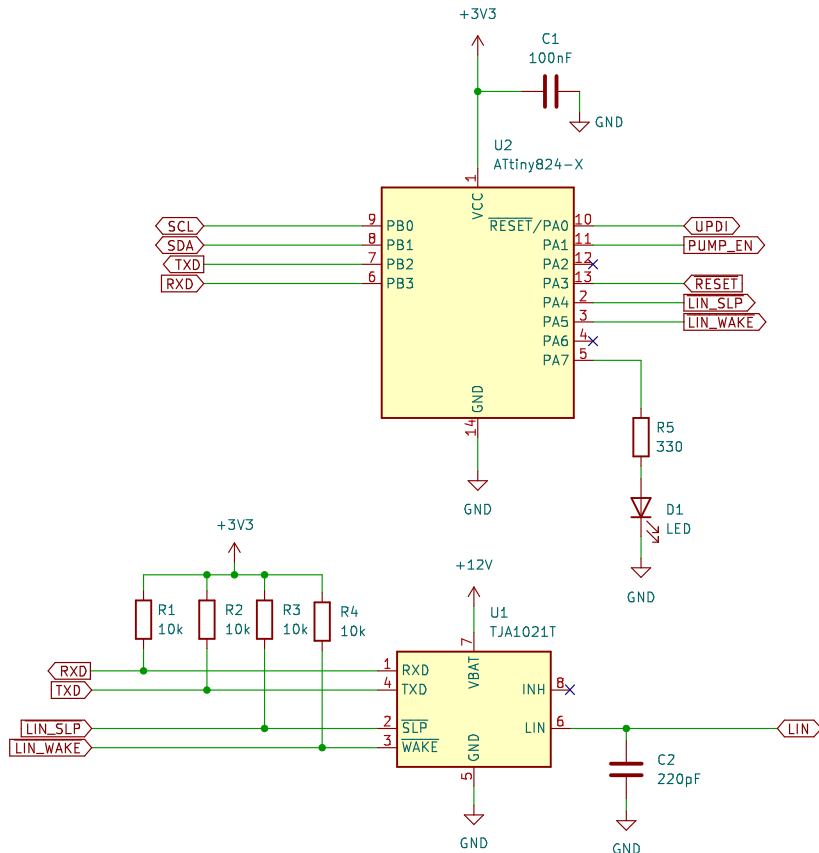 +3V3
C1
100nF
GND
U2
ATtiny824-X
1
VCC
SCL
9
PB0
RESET/PA0
10
UPDI
SDA
8
PB1
PA1
11
PUMP_EN
TXD
7
PB2
PA2
12
RXD
6
PB3
PA3
13
RESET
PA4
2
LIN_SLP
PA5
3
LIN_WAKE
PA6
4
PA7
5
GND
14
GND
R5
330
D1
LED
GND
+3V3
R1
10k
R2
10k
R3
10k
R4
10k
+12V
U1
TJA1021T
7
VBAT
RXD
1
RXD
TXD
4
TXD
INH
8
LIN_SLP
2
SLP
LIN
6
LIN
LIN_WAKE
3
WAKE
GND
5
GND
C2
220pF
GND